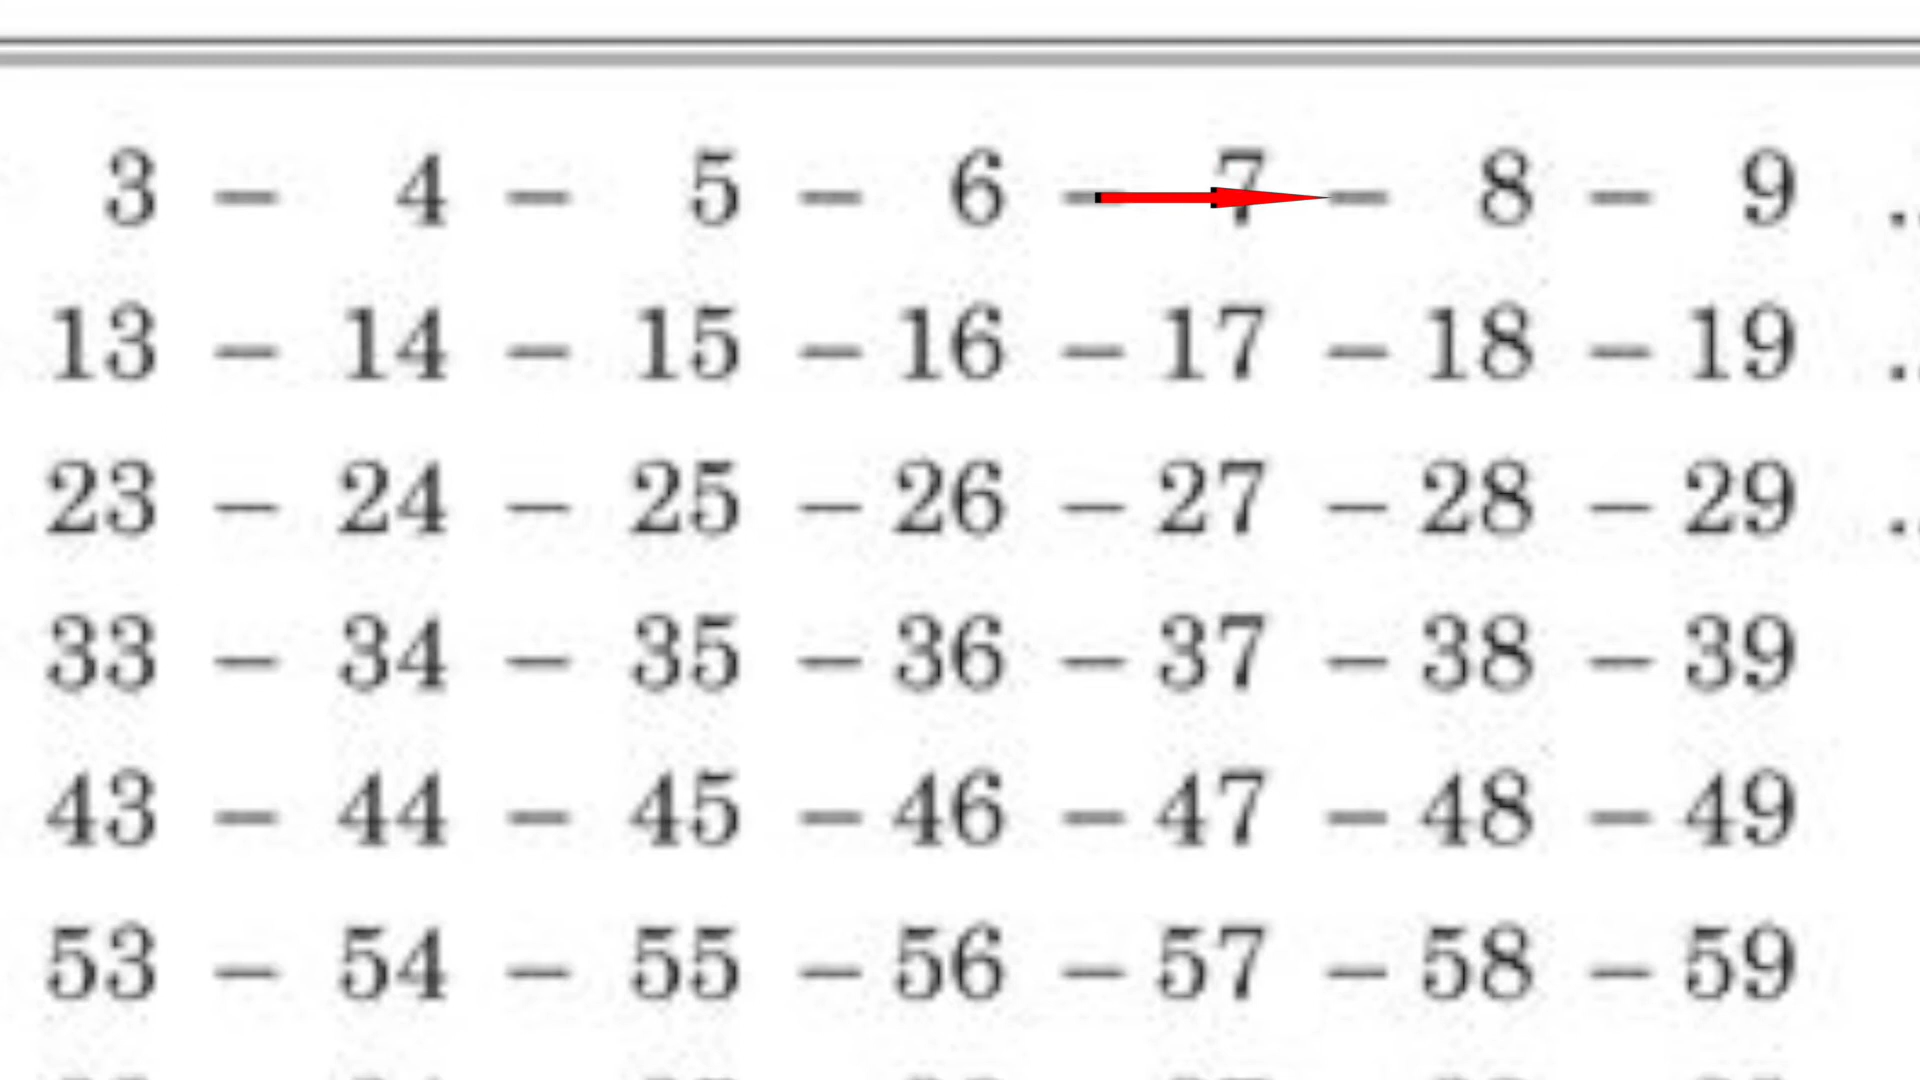 3 – 4 – 5 – 6 – 7 – 8 – 9 ..
13 – 14 – 15 – 16 – 17 – 18 – 19 ..
23 – 24 – 25 – 26 – 27 – 28 – 29 ..
33 – 34 – 35 – 36 – 37 – 38 – 39
43 – 44 – 45 – 46 – 47 – 48 – 49
53 – 54 – 55 – 56 – 57 – 58 – 59